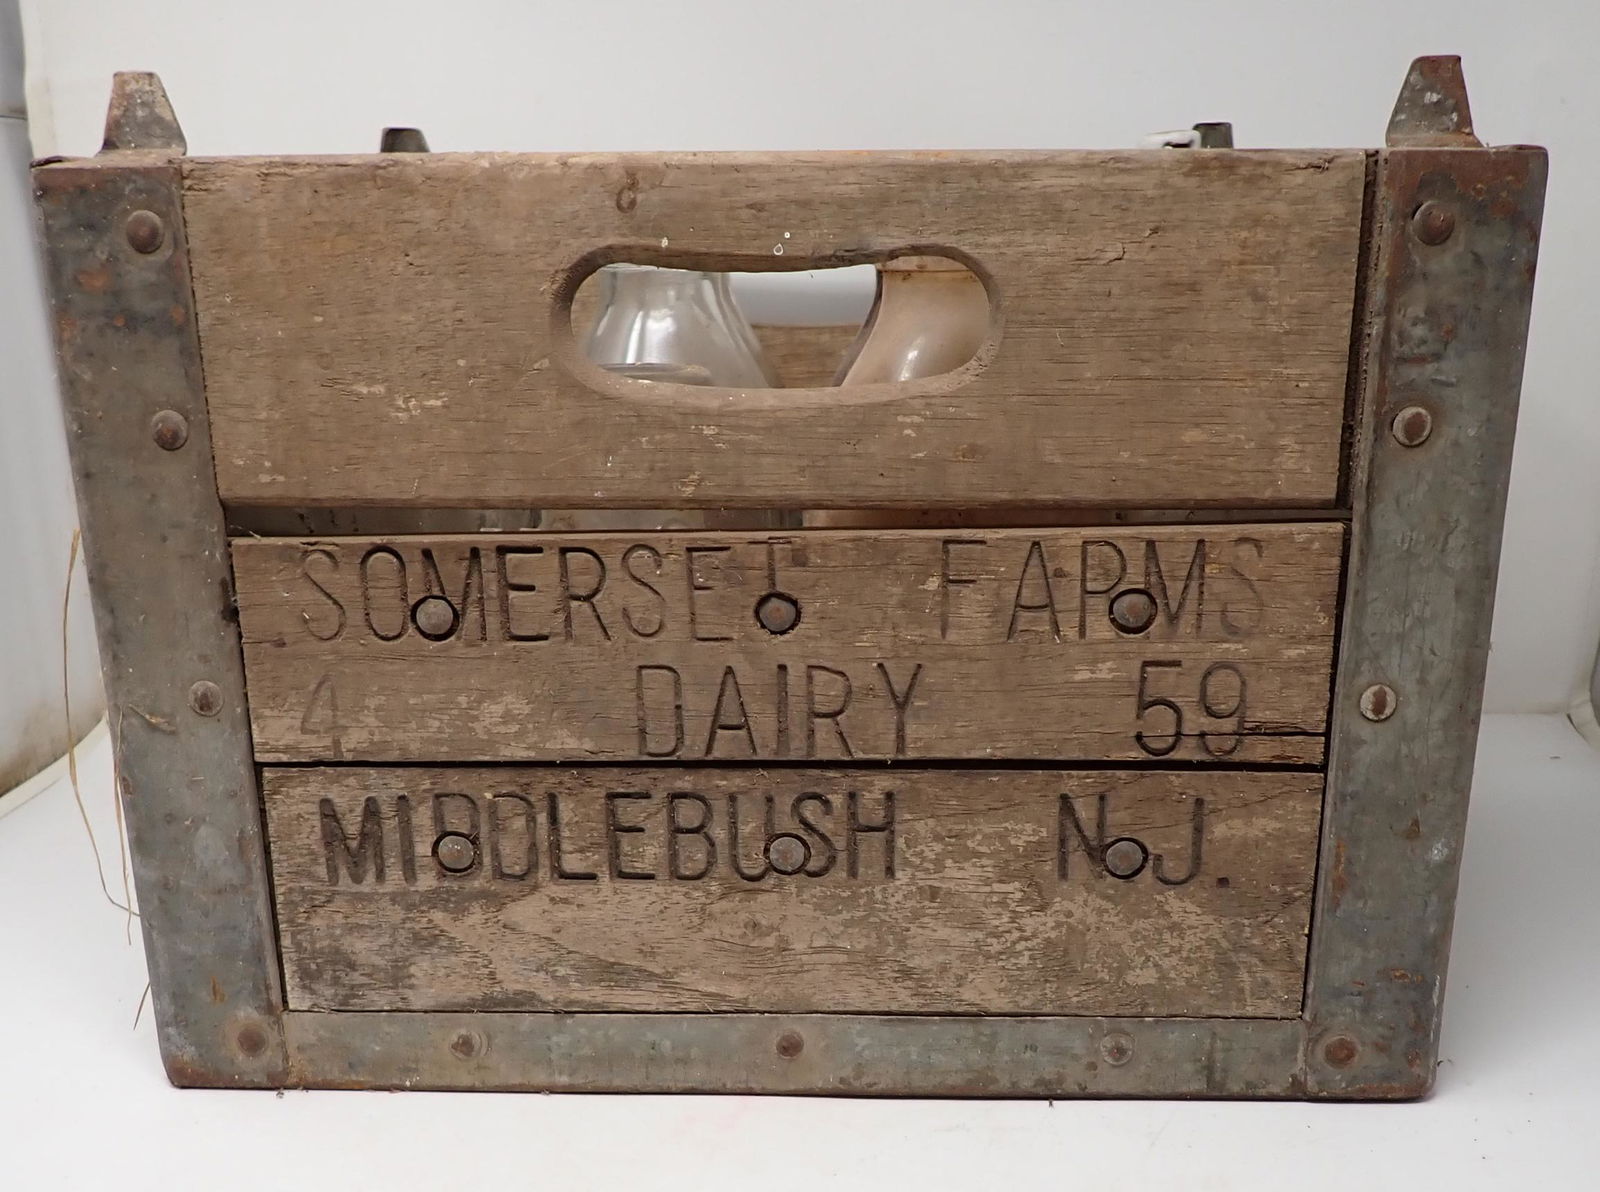 SOMERSET FARMS
4 DAIRY 59
MIDDLEBUSH N.J.